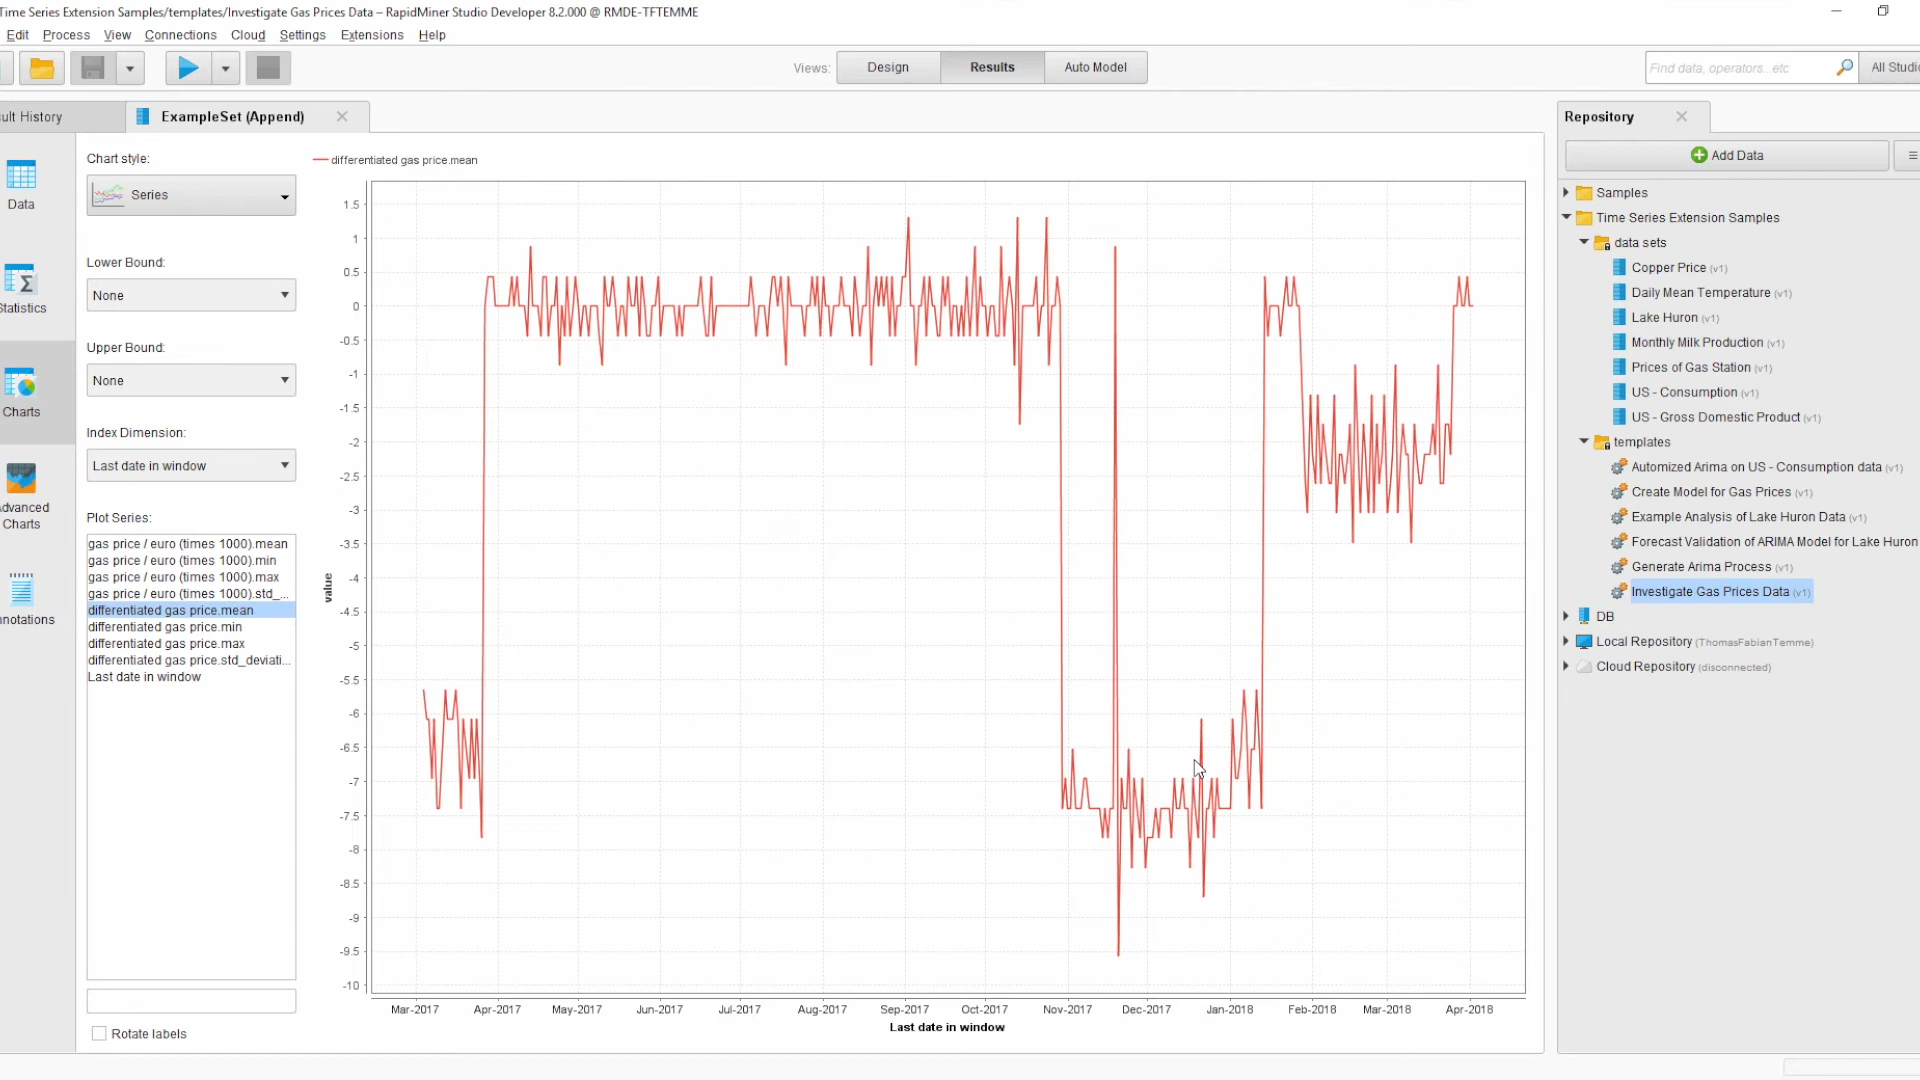 Time Series Extension Samples/templates/Investigate Gas Prices Data – RapidMiner Studio Developer 8.2.000 @ RMDE-TFTEMME
Edit Process View Connections Cloud Settings Extensions Help
Views: Design Results Auto Model
Find data, operators...etc
All Studio
ult History
ExampleSet (Append)
Data
Statistics
Charts
dvanced
Charts
notations
Chart style:
Series
Lower Bound:
None
Upper Bound:
None
Index Dimension:
Last date in window
Plot Series:
gas price / euro (times 1000).mean
gas price / euro (times 1000).min
gas price / euro (times 1000).max
gas price / euro (times 1000).std_...
differentiated gas price.mean
differentiated gas price.min
differentiated gas price.max
differentiated gas price.std_deviati...
Last date in window
Rotate labels
differentiated gas price.mean
1.5
1
0.5
0
-0.5
-1
-1.5
-2
-2.5
-3
-3.5
-4
-4.5
-5
-5.5
-6
-6.5
-7
-7.5
-8
-8.5
-9
-9.5
-10
value
Mar-2017 Apr-2017 May-2017 Jun-2017 Jul-2017 Aug-2017 Sep-2017 Oct-2017 Nov-2017 Dec-2017 Jan-2018 Feb-2018 Mar-2018 Apr-2018
Last date in window
Repository
Add Data
Samples
Time Series Extension Samples
data sets
Copper Price (v1)
Daily Mean Temperature (v1)
Lake Huron (v1)
Monthly Milk Production (v1)
Prices of Gas Station (v1)
US - Consumption (v1)
US - Gross Domestic Product (v1)
templates
Automized Arima on US - Consumption data (v1)
Create Model for Gas Prices (v1)
Example Analysis of Lake Huron Data (v1)
Forecast Validation of ARIMA Model for Lake Huron
Generate Arima Process (v1)
Investigate Gas Prices Data (v1)
DB
Local Repository (ThomasFabianTemme)
Cloud Repository (disconnected)